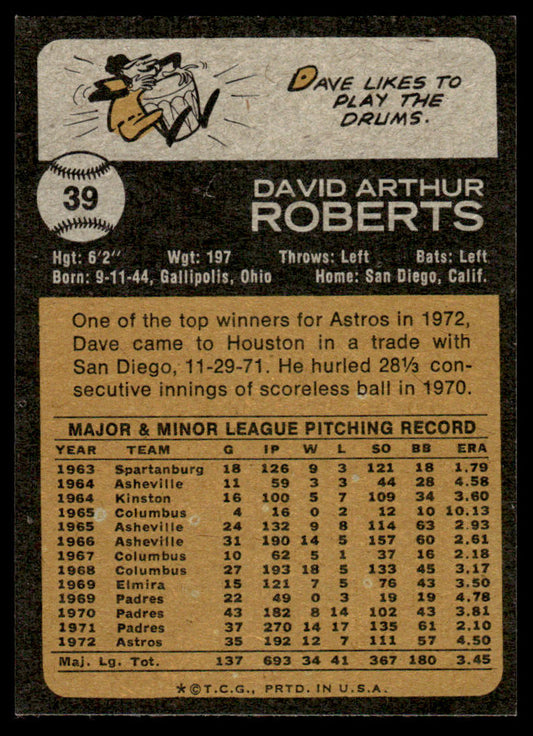 DAVE LIKES TO
PLAY THE
DRUMS.
39
DAVID ARTHUR
ROBERTS
Hgt: 6'2" Wgt: 197 Throws: Left Bats: Left
Born: 9-11-44, Gallipolis, Ohio Home: San Diego, Calif.
One of the top winners for Astros in 1972,
Dave came to Houston in a trade with
San Diego, 11-29-71. He hurled 28⅓ con-
secutive innings of scoreless ball in 1970.
MAJOR & MINOR LEAGUE PITCHING RECORD
YEAR TEAM G IP W L SO BB ERA
1963 Spartanburg 18 126 9 3 121 18 1.79
1964 Asheville 11 59 3 3 44 28 4.58
1964 Kinston 16 100 5 7 109 34 3.60
1965 Columbus 4 16 0 2 12 10 10.13
1965 Asheville 24 132 9 8 114 63 2.93
1966 Asheville 31 190 14 5 157 60 2.61
1967 Columbus 10 62 5 1 37 16 2.18
1968 Columbus 27 193 18 5 133 45 3.17
1969 Elmira 15 121 7 5 76 43 3.50
1969 Padres 22 49 0 3 19 19 4.78
1970 Padres 43 182 8 14 102 43 3.81
1971 Padres 37 270 14 17 135 61 2.10
1972 Astros 35 192 12 7 111 57 4.50
Maj. Lg. Tot. 137 693 34 41 367 180 3.45
*©T.C.G., PRTD. IN U.S.A.